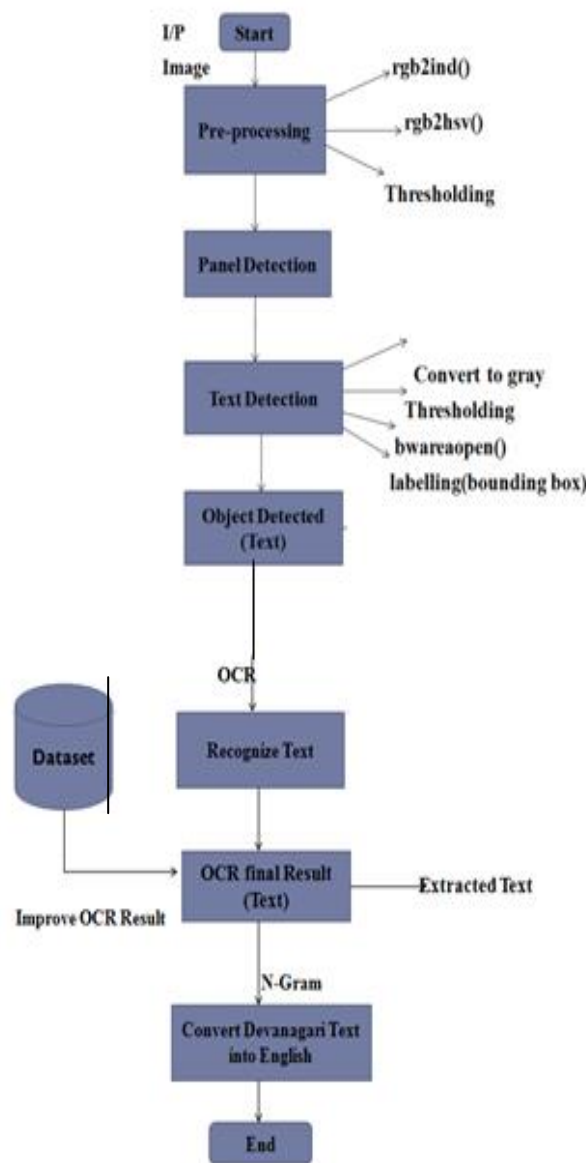 I/P
Start
Image
rgb2ind()
Pre-processing
rgb2hsv()
Thresholding
Panel Detection
Convert to gray
Text Detection
Thresholding
bwareaopen()
labelling(bounding box)
Object Detected
(Text)
OCR
Recognize Text
Dataset
OCR final Result
(Text)
Extracted Text
Improve OCR Result
N-Gram
Convert Devanagari Text
into English
End